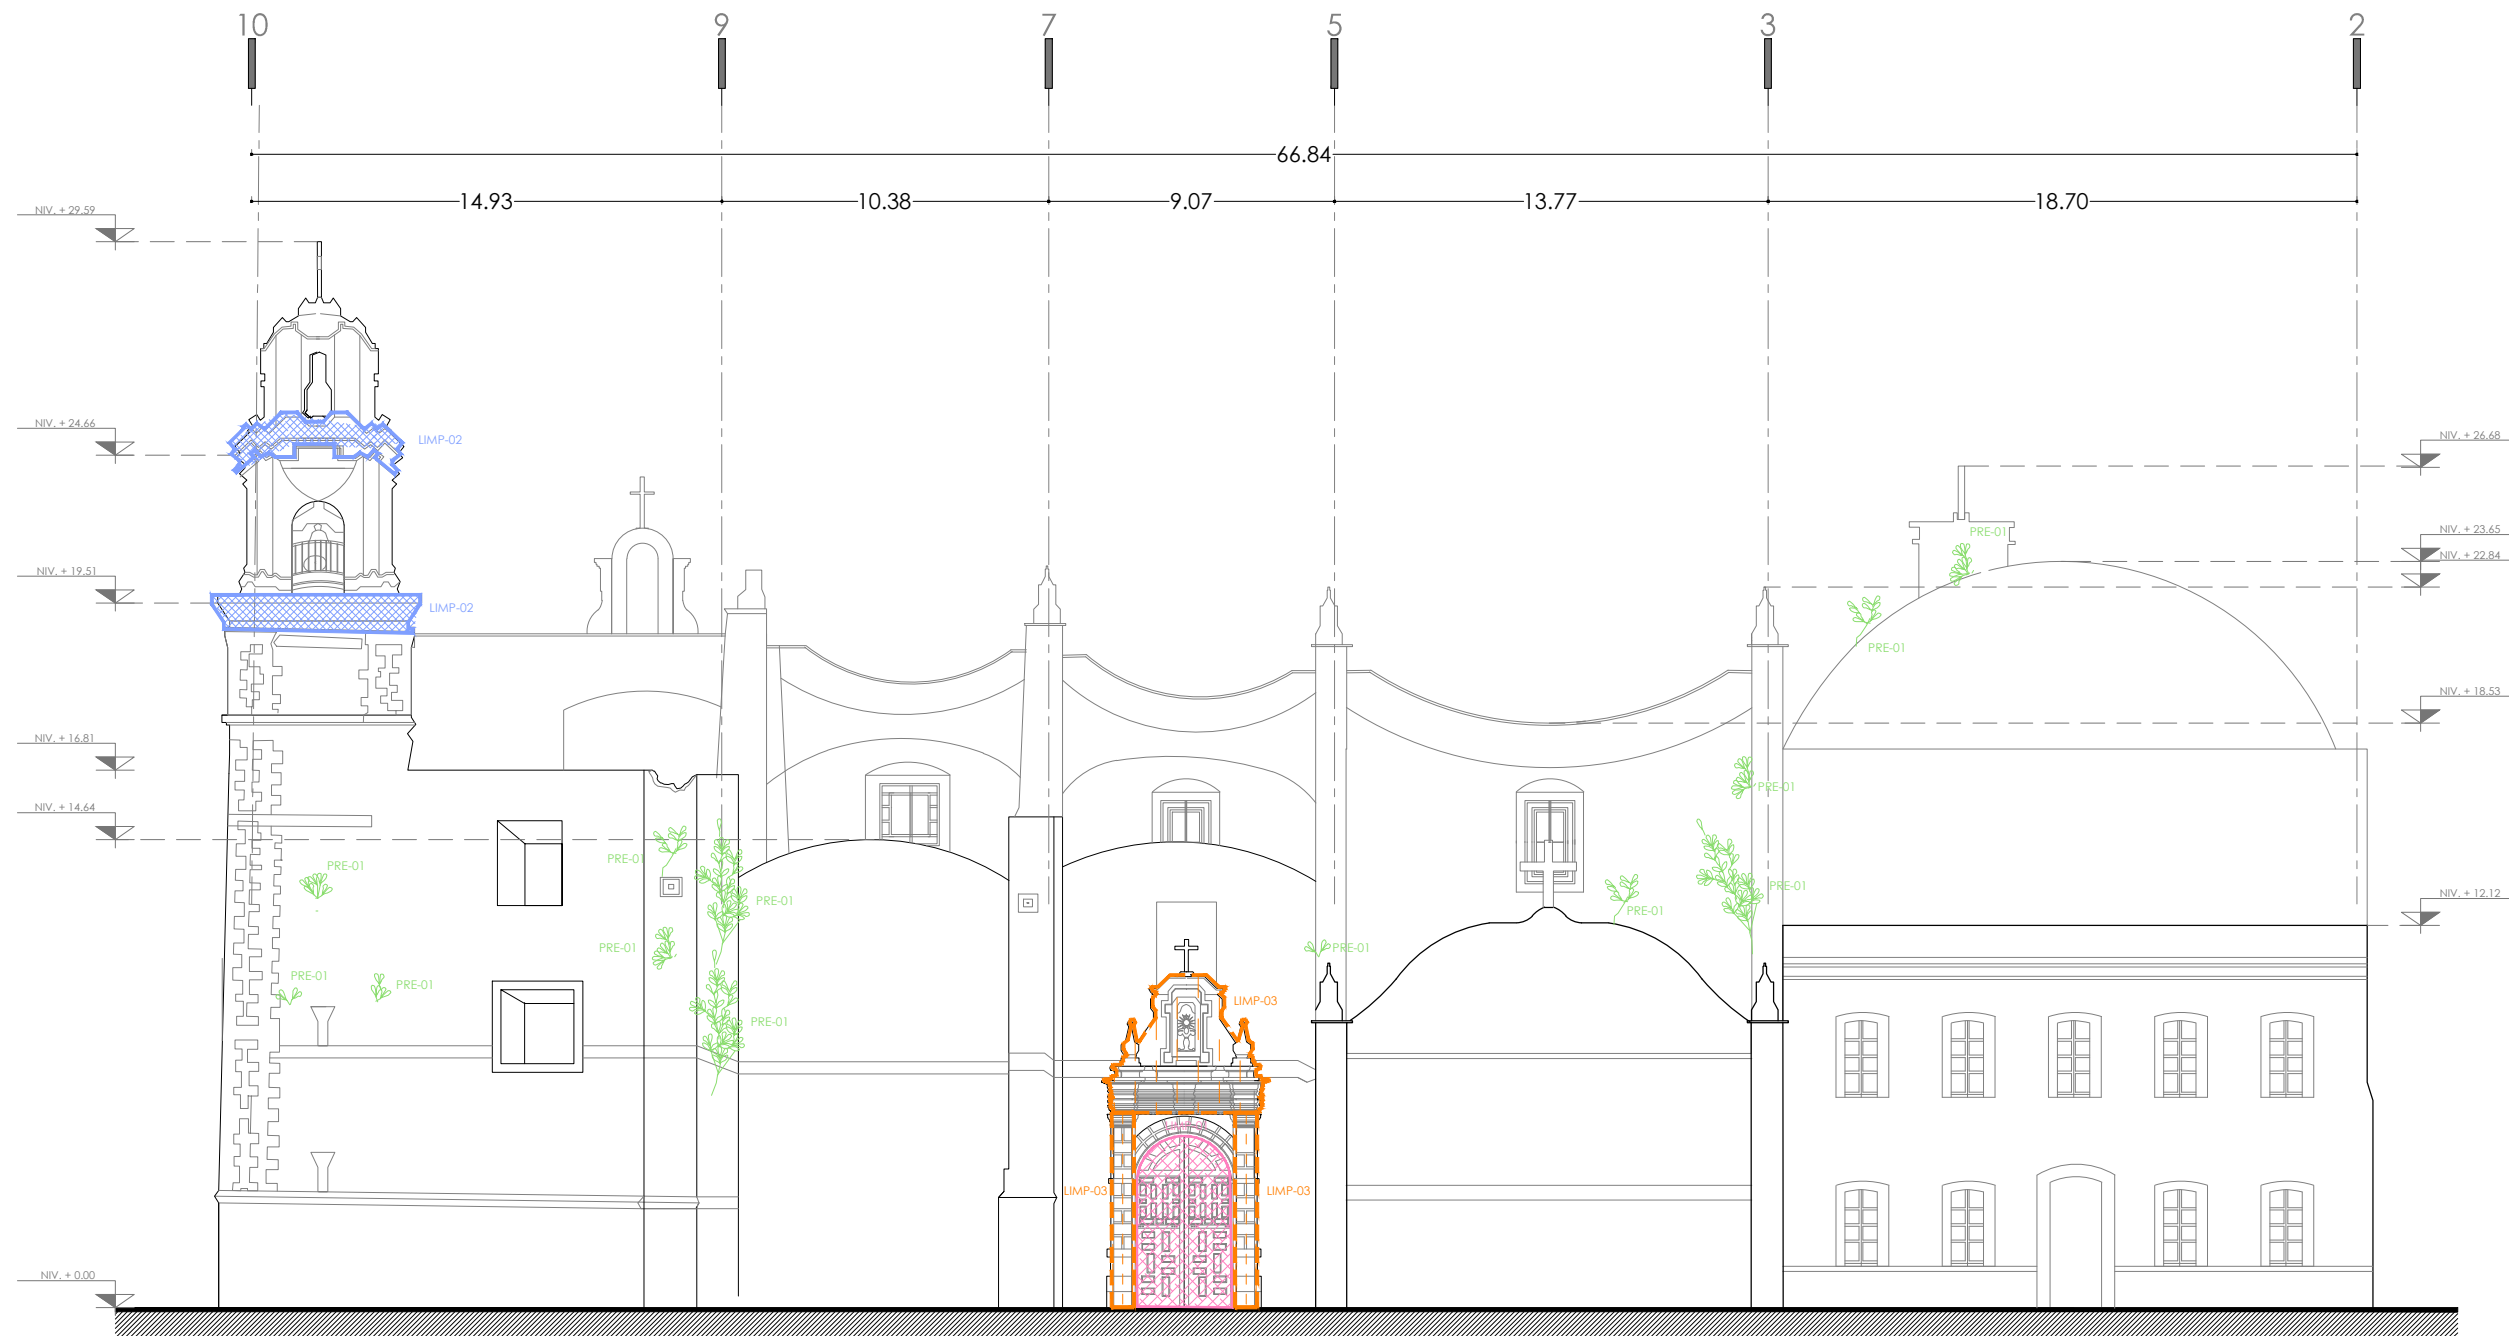 10 9 7 5 3 2
66.84
14.93 10.38 9.07 13.77 18.70
NIV. + 29.59
NIV. + 24.66
LIMP-02
NIV. + 26.68
PRE-01
NIV. + 23.65
NIV. + 22.84
NIV. + 19.51
LIMP-02
PRE-01
NIV. + 18.53
NIV. + 16.81
PRE-01
NIV. + 14.64
PRE-01
PRE-01
PRE-01
PRE-01
PRE-01
NIV. + 12.12
PRE-01
PRE-01
PRE-01
PRE-01
LIMP-03
PRE-01
LIMP-03
LIMP-03
NIV. + 0.00